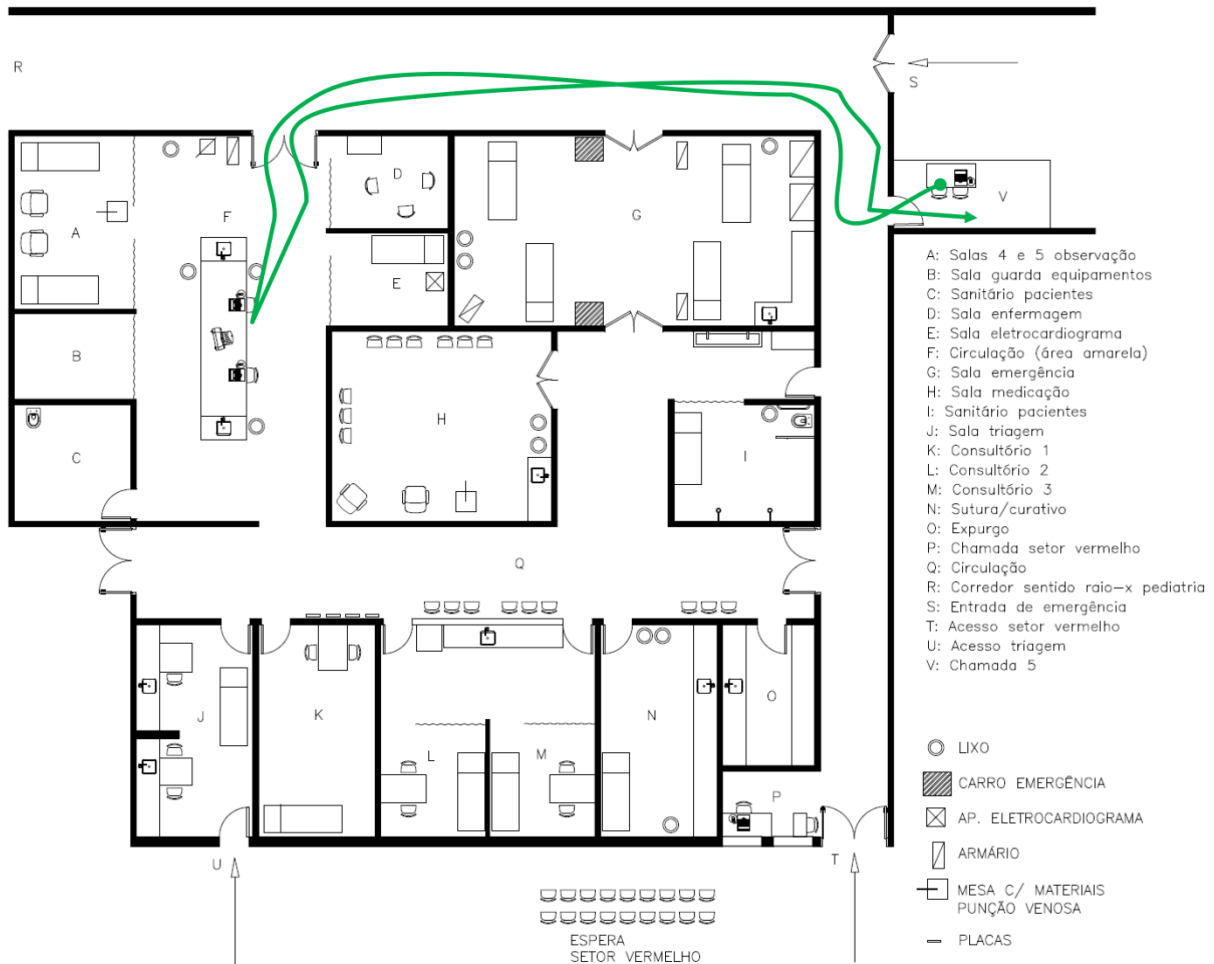 R
S
D
F
V
G
A
E
B
H
C
I
Q
J
K
L
M
N
O
P
U
T
A: Salas 4 e 5 observação
B: Sala guarda equipamentos
C: Sanitário pacientes
D: Sala enfermagem
E: Sala eletrocardiograma
F: Circulação (área amarela)
G: Sala emergência
H: Sala medicação
I: Sanitário pacientes
J: Sala triagem
K: Consultório 1
L: Consultório 2
M: Consultório 3
N: Sutura/curativo
O: Expurgo
P: Chamada setor vermelho
Q: Circulação
R: Corredor sentido raio-x pediatria
S: Entrada de emergência
T: Acesso setor vermelho
U: Acesso triagem
V: Chamada 5
LIXO
CARRO EMERGÊNCIA
AP. ELETROCARDIOGRAMA
ARMÁRIO
MESA C/ MATERIAIS
PUNÇÃO VENOSA
PLACAS
ESPERA
SETOR VERMELHO